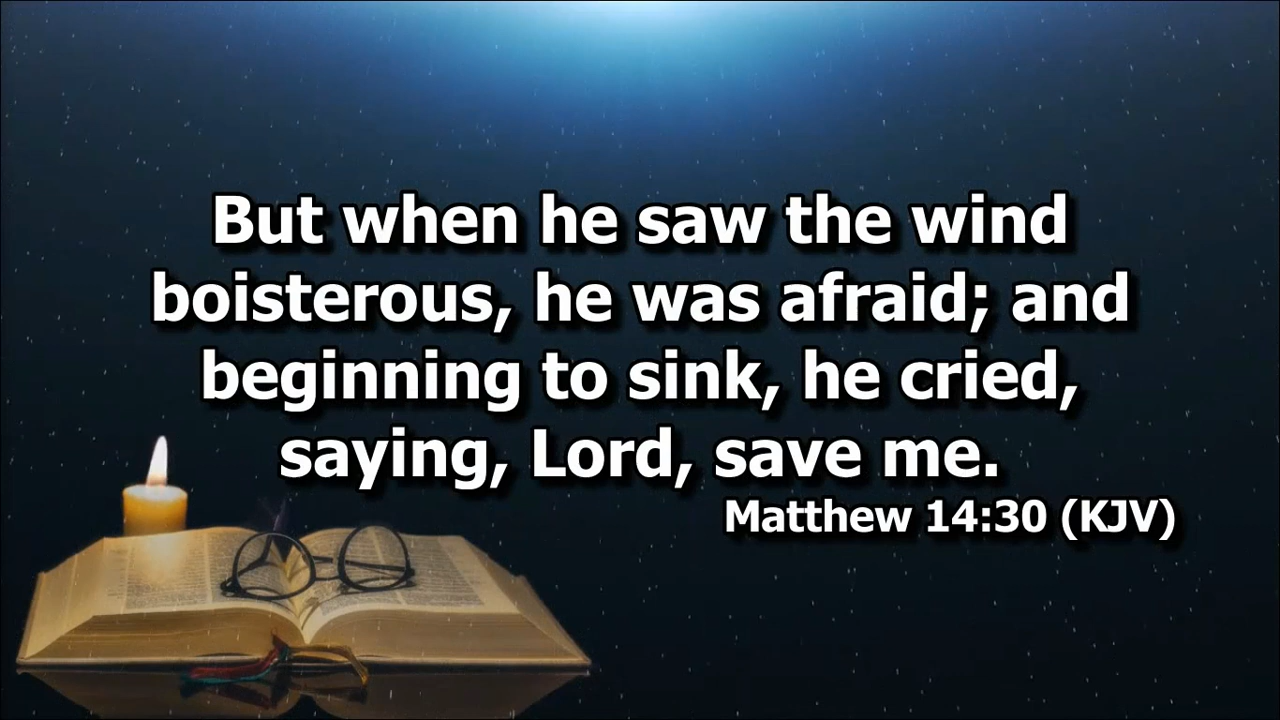 But when he saw the wind
boisterous, he was afraid; and
beginning to sink, he cried,
saying, Lord, save me.
Matthew 14:30 (KJV)